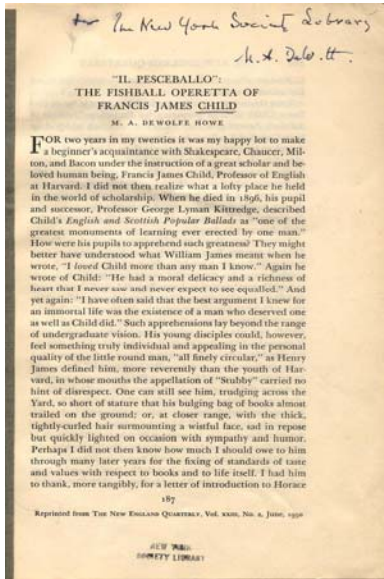 for The New York Society Library
M. A. DeW. H.
"IL PESCEBALLO":
THE FISHBALL OPERETTA OF
FRANCIS JAMES CHILD
M. A. DEWOLFE HOWE
FOR two years in my twenties it was my happy lot to make
a beginner's acquaintance with Shakespeare, Chaucer, Mil-
ton, and Bacon under the instruction of a great scholar and be-
loved human being, Francis James Child, Professor of English
at Harvard. I did not then realize what a lofty place he held
in the world of scholarship. When he died in 1896, his pupil
and successor, Professor George Lyman Kittredge, described
Child's English and Scottish Popular Ballads as "one of the
greatest monuments of learning ever erected by one man."
How were his pupils to apprehend such greatness? They might
better have understood what William James meant when he
wrote, "I loved Child more than any man I know." Again he
wrote of Child: "He had a moral delicacy and a richness of
heart that I never saw and never expect to see equalled." And
yet again: "I have often said that the best argument I knew for
an immortal life was the existence of a man who deserved one
as well as Child did." Such apprehensions lay beyond the range
of undergraduate vision. His young disciples could, however,
feel something truly individual and appealing in the personal
quality of the little round man, "all finely circular," as Henry
James defined him, more reverently than the youth of Har-
vard, in whose mouths the appellation of "Stubby" carried no
hint of disrespect. One can still see him, trudging across the
Yard, so short of stature that his bulging bag of books almost
trailed on the ground; or, at closer range, with the thick,
tightly-curled hair surmounting a wistful face, sad in repose
but quickly lighted on occasion with sympathy and humor.
Perhaps I did not then know how much I should owe to him
through many later years for the fixing of standards of taste
and values with respect to books and to life itself. I had him
to thank, more tangibly, for a letter of introduction to Horace
187
Reprinted from THE NEW ENGLAND QUARTERLY, Vol. XXIII, No. 2, June, 1950
NEW YORK
SOCIETY LIBRARY